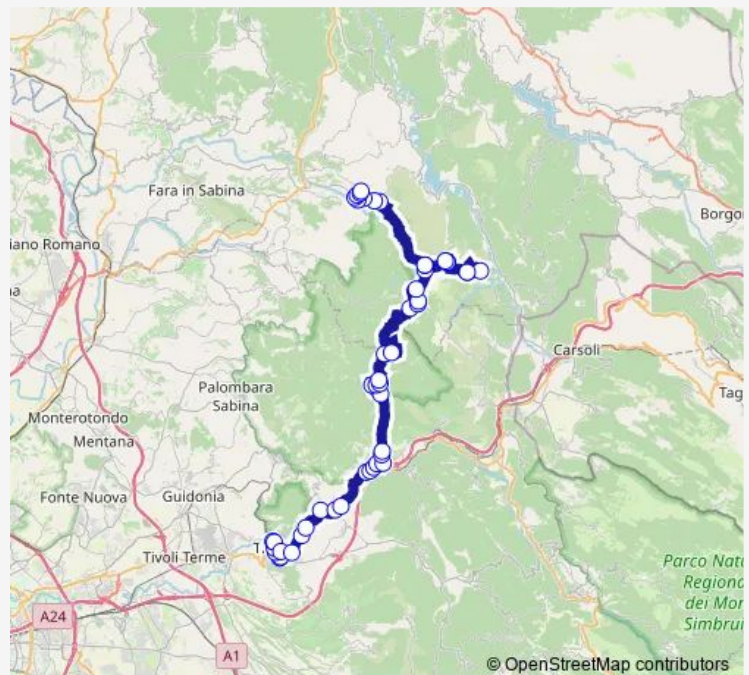 Fara in Sabina
Borgo
iano Romano
a
Carsoli
Palombara
Sabina
Tag
Monterotondo
Mentana
Fonte Nuova
Guidonia
T.
Tivoli Terme
Parco Natu
Regiona
dei Mon
Simbrui
A24
A1
© OpenStreetMap contributors